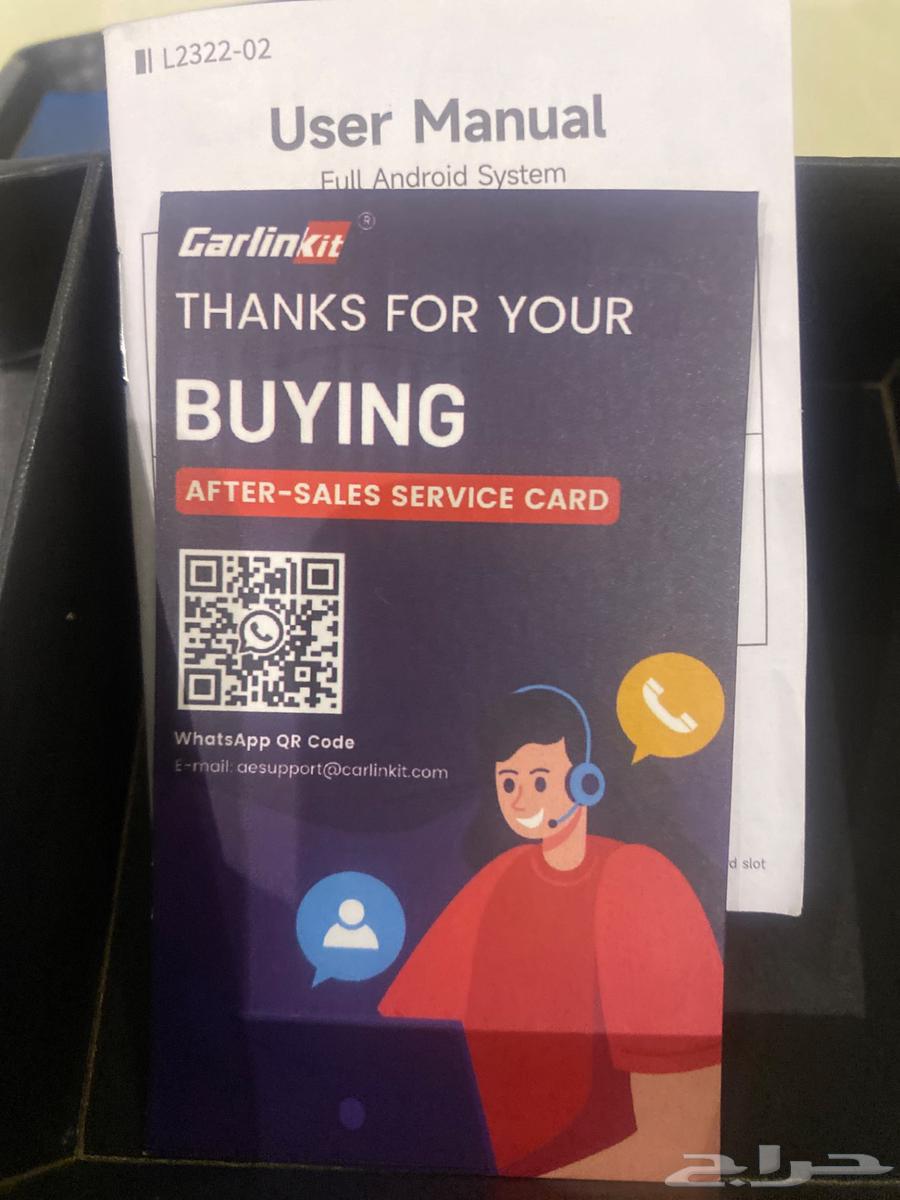 L2322-02
User Manual
Full Android System
Carlinkit ®
THANKS FOR YOUR
BUYING
AFTER-SALES SERVICE CARD
WhatsApp QR Code
E-mail: aesupport@carlinkit.com
d slot
حراج